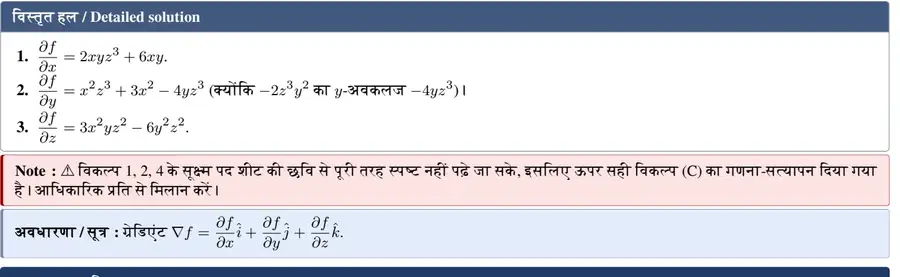 विस्तृत हल / Detailed solution
1. ∂f/∂x = 2xyz³ + 6xy.
2. ∂f/∂y = x²z³ + 3x² − 4yz³ (क्योंकि −2z³y² का y-अवकलज −4yz³)।
3. ∂f/∂z = 3x²yz² − 6y²z².
Note : ⚠ विकल्प 1, 2, 4 के सूक्ष्म पद शीट की छवि से पूरी तरह स्पष्ट नहीं पढ़े जा सके, इसलिए ऊपर सही विकल्प (C) का गणना-सत्यापन दिया गया
है। आधिकारिक प्रति से मिलान करें।
अवधारणा / सूत्र : ग्रेडिएंट ∇f = ∂f/∂x î + ∂f/∂y ĵ + ∂f/∂z k̂.